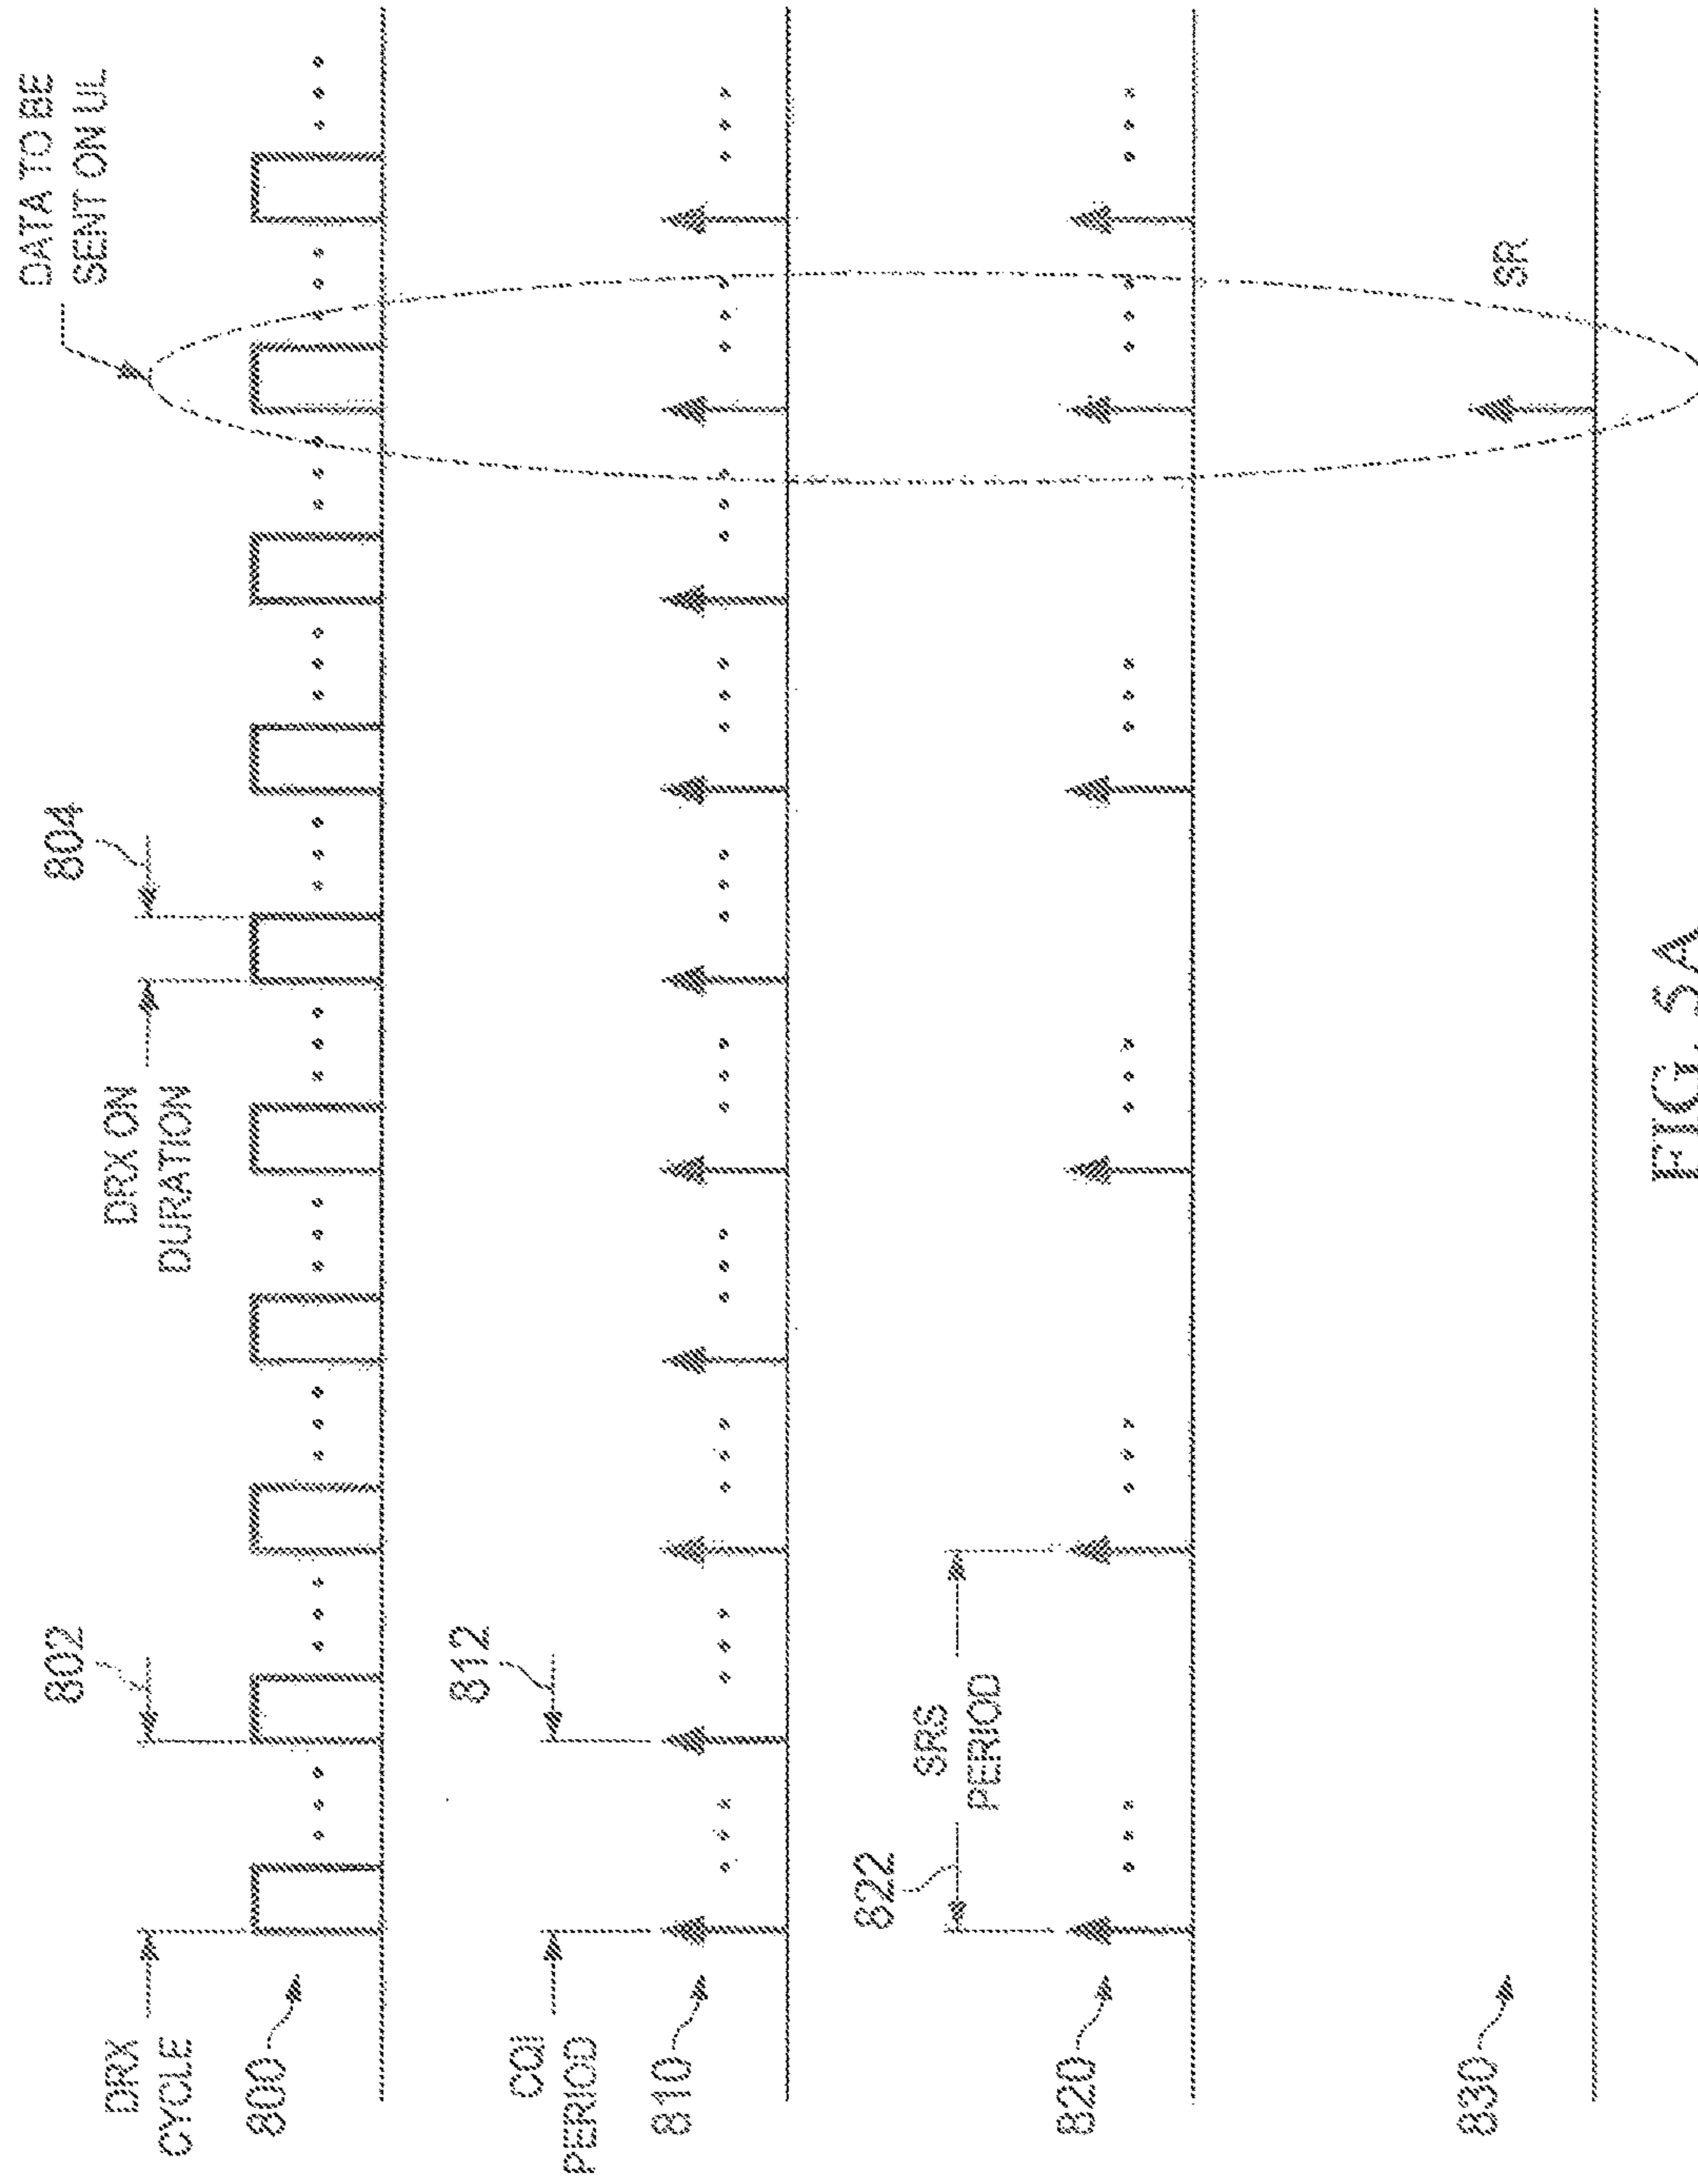 DATA TO BE
SENT ON UL
DRX
CYCLE
802
DRX ON
DURATION
804
800
CQI
PERIOD
812
810
822
SRS
PERIOD
820
SR
830
FIG. 5A